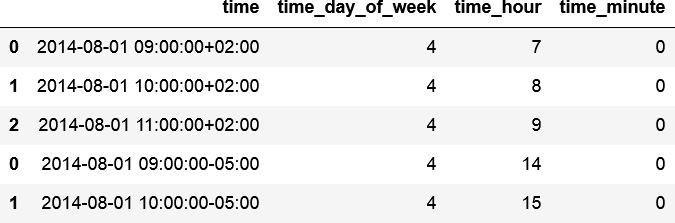 time time_day_of_week time_hour time_minute
0 2014-08-01 09:00:00+02:00 4 7 0
1 2014-08-01 10:00:00+02:00 4 8 0
2 2014-08-01 11:00:00+02:00 4 9 0
0 2014-08-01 09:00:00-05:00 4 14 0
1 2014-08-01 10:00:00-05:00 4 15 0